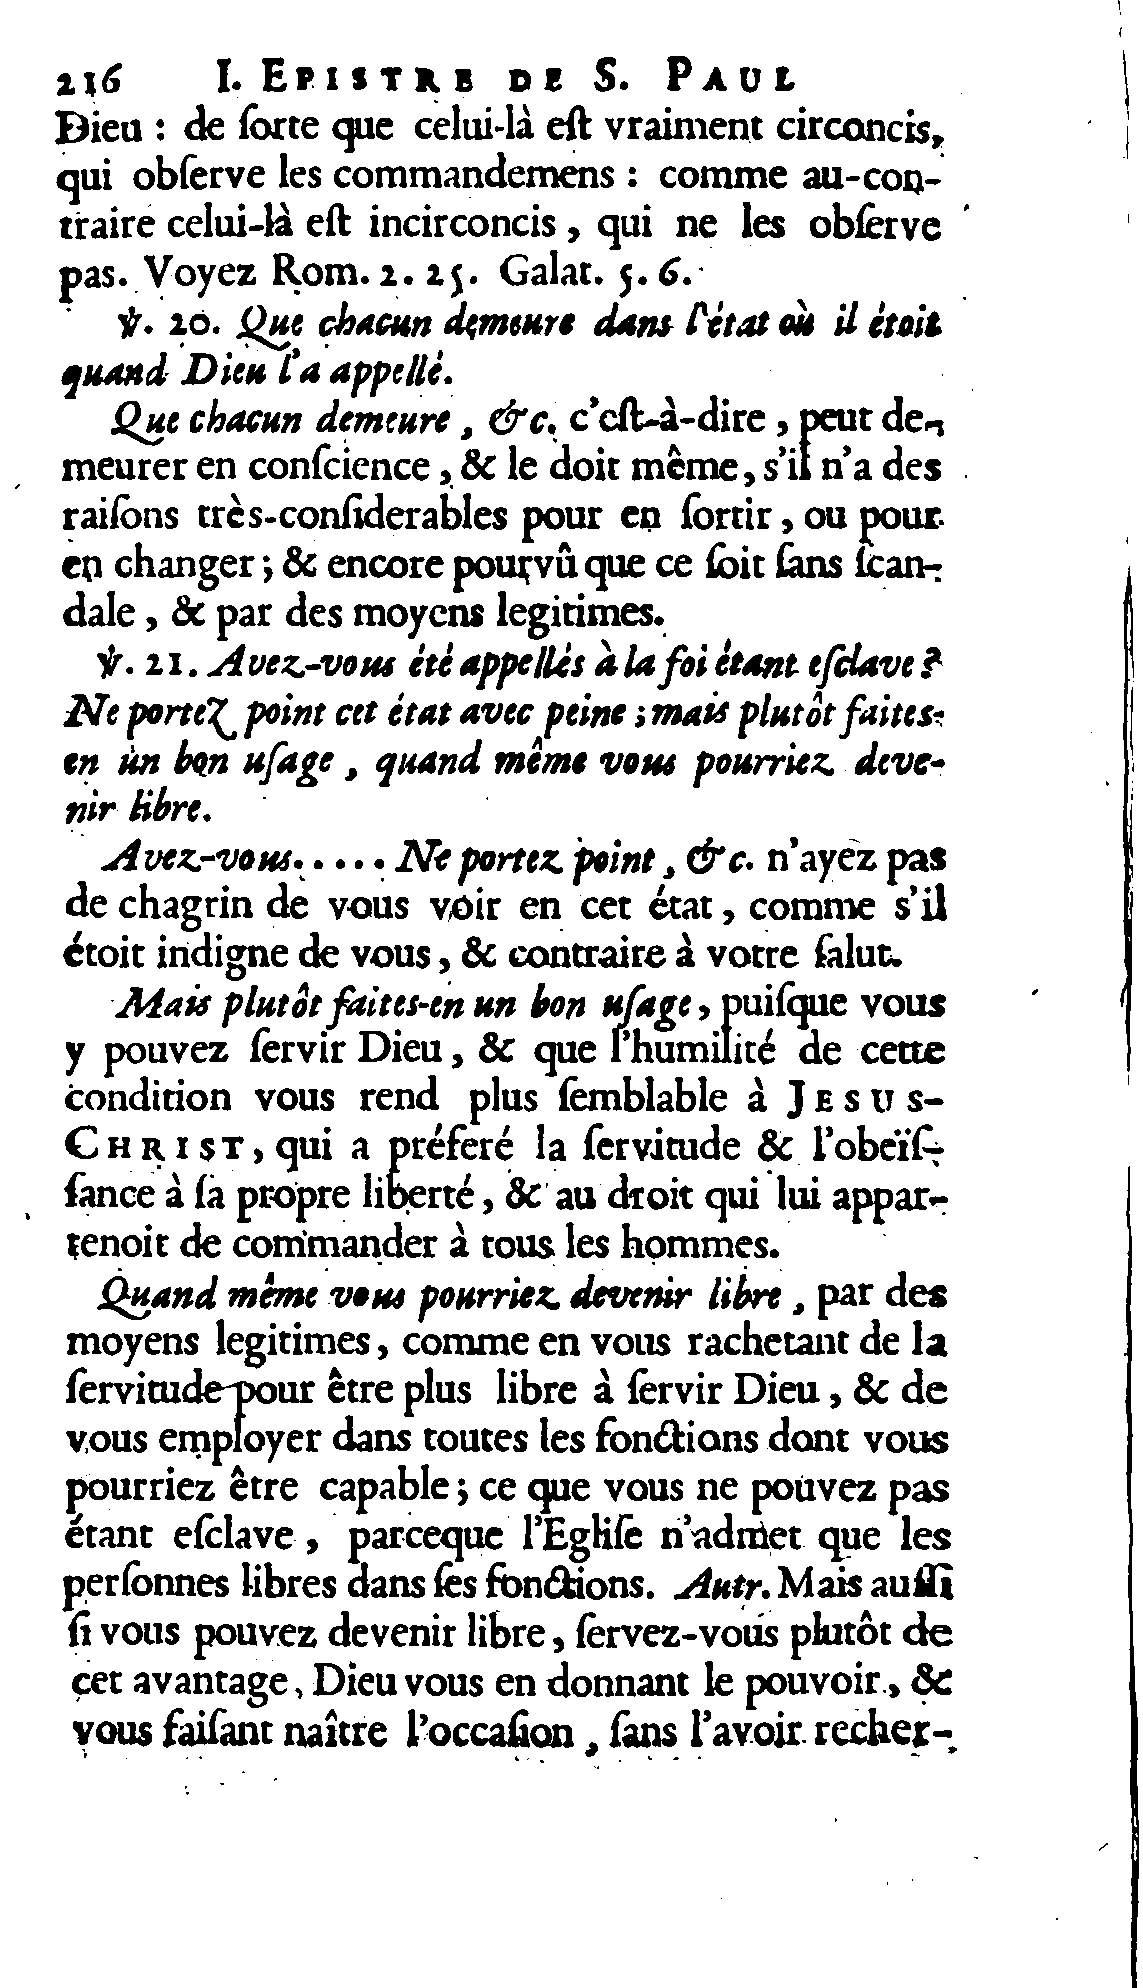 216 I. EPISTRE DE S. PAUL
Dieu : de ſorte que celui-là eſt vraiment circoncis,
qui obſerve les commandemens : comme au-con-
traire celui-là eſt incirconcis, qui ne les obſerve
pas. Voyez Rom. 2. 25. Galat. 5. 6.
℣. 20. Que chacun demeure dans l'état où il étoit
quand Dieu l'a appellé.
Que chacun demeure, &c. c'eſt-à-dire, peut de-
meurer en conſcience, & le doit même, s'il n'a des
raiſons très-conſiderables pour en ſortir, ou pour
en changer ; & encore pourvû que ce ſoit ſans ſcan-
dale, & par des moyens legitimes.
℣. 21. Avez-vous été appellés à la foi étant eſclave ?
Ne portez point cet état avec peine ; mais plutôt faites-
en un bon uſage, quand même vous pourriez deve-
nir libre.
Avez-vous..... Ne portez point, &c. n'ayez pas
de chagrin de vous voir en cet état, comme s'il
étoit indigne de vous, & contraire à votre ſalut.
Mais plutôt faites-en un bon uſage, puiſque vous
y pouvez ſervir Dieu, & que l'humilité de cette
condition vous rend plus ſemblable à JESUS-
CHRIST, qui a préferé la ſervitude & l'obeïſ-
ſance à ſa propre liberté, & au droit qui lui appar-
tenoit de commander à tous les hommes.
Quand même vous pourriez devenir libre, par des
moyens legitimes, comme en vous rachetant de la
ſervitude pour être plus libre à ſervir Dieu, & de
vous employer dans toutes les fonctions dont vous
pourriez être capable ; ce que vous ne pouvez pas
étant eſclave, parceque l'Egliſe n'admet que les
perſonnes libres dans ſes fonctions. Autr. Mais auſſi
ſi vous pouvez devenir libre, ſervez-vous plutôt de
cet avantage, Dieu vous en donnant le pouvoir, &
vous faiſant naître l'occaſion, ſans l'avoir recher-